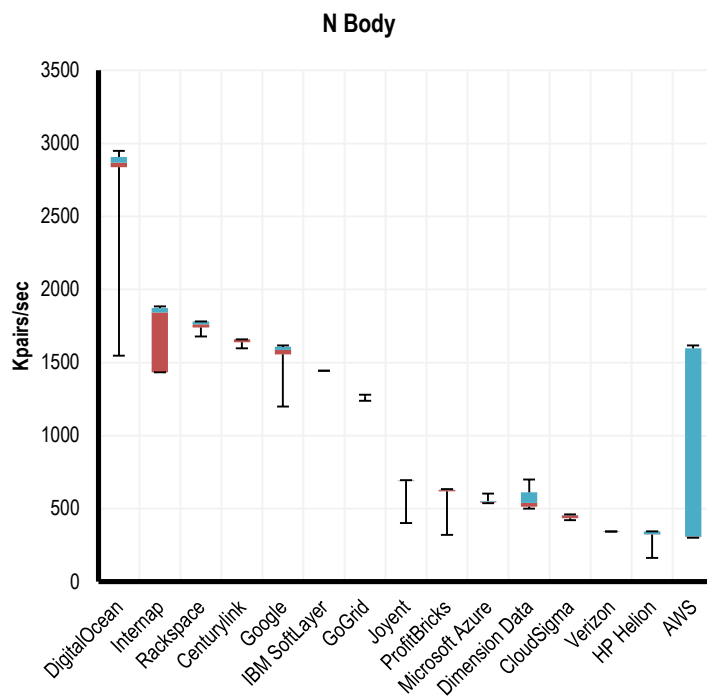 N Body
Kpairs/sec
3500
3000
2500
2000
1500
1000
500
0
DigitalOcean
Internap
Rackspace
Centurylink
Google
IBM SoftLayer
GoGrid
Joyent
ProfitBricks
Microsoft Azure
Dimension Data
CloudSigma
Verizon
HP Helion
AWS